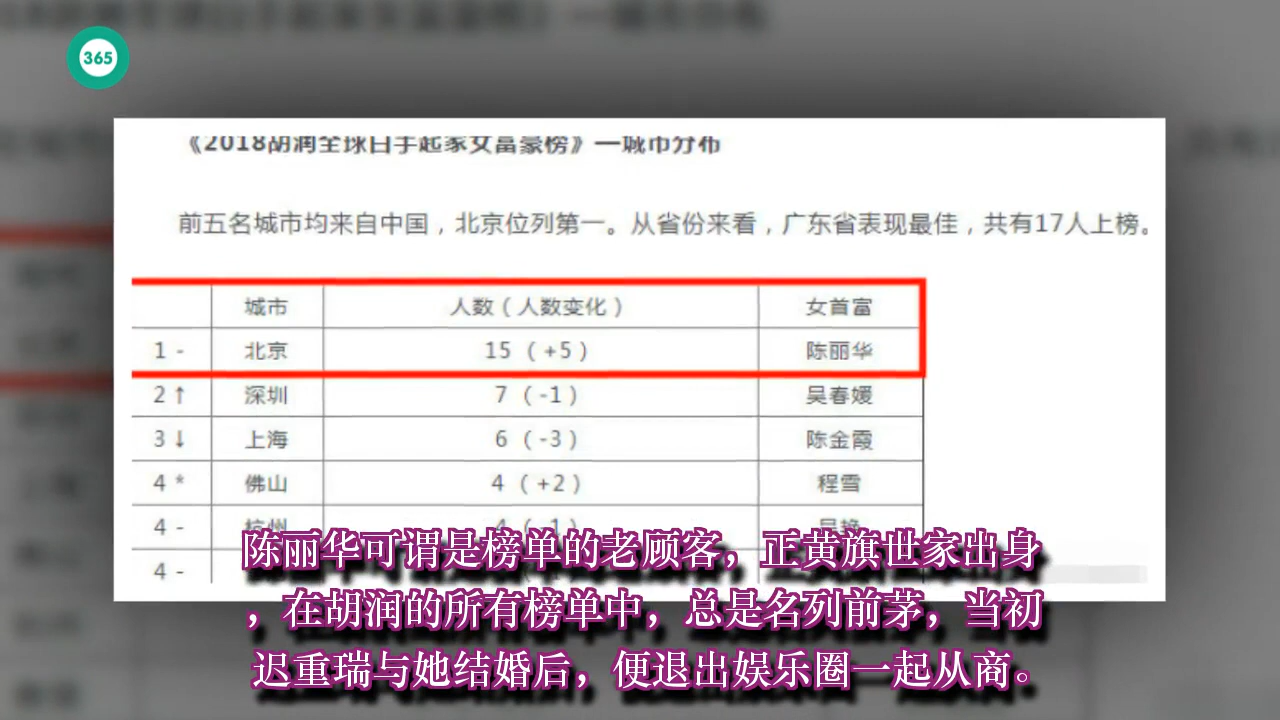 365
《2018胡润全球白手起家女富豪榜》—城市分布
前五名城市均来自中国，北京位列第一。从省份来看，广东省表现最佳，共有17人上榜。
城市 人数（人数变化） 女首富
1 - 北京 15 （+5） 陈丽华
2 ↑ 深圳 7 （-1） 吴春媛
3 ↓ 上海 6 （-3） 陈金霞
4 * 佛山 4 （+2） 程雪
4 - 杭州
4 -
陈丽华可谓是榜单的老顾客，正黄旗世家出身
，在胡润的所有榜单中，总是名列前茅，当初
迟重瑞与她结婚后，便退出娱乐圈一起从商。